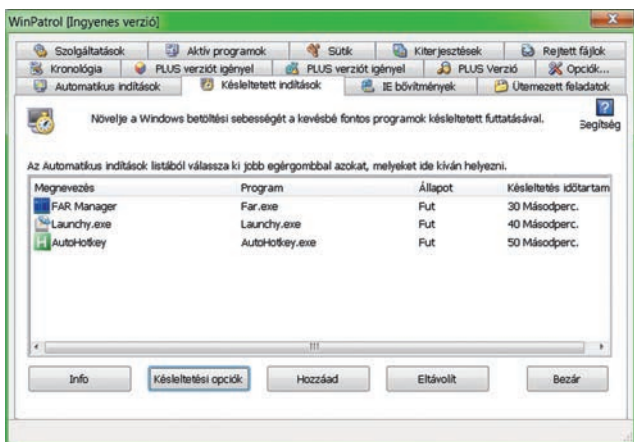 WinPatrol [Ingyenes verzió]
Szolgáltatások Aktív programok Sütik Kiterjesztések Rejtett fájlok
Kronológia PLUS verziót igényel PLUS verziót igényel PLUS Verzió Opciók...
Automatikus indítások Késleltetett indítások IE bővítmények Ütemezett feladatok
Növelje a Windows betöltési sebességét a kevésbé fontos programok késleltetett futtatásával.
Segítség
Az Automatikus indítások listából válassza ki jobb egérgombbal azokat, melyeket ide kíván helyezni.
Megnevezés Program Állapot Késleltetés időtartam
FAR Manager Far.exe Fut 30 Másodperc.
Launchy.exe Launchy.exe Fut 40 Másodperc.
AutoHotkey AutoHotkey.exe Fut 50 Másodperc.
Info Késleltetési opciók Hozzáad Eltávolít Bezár